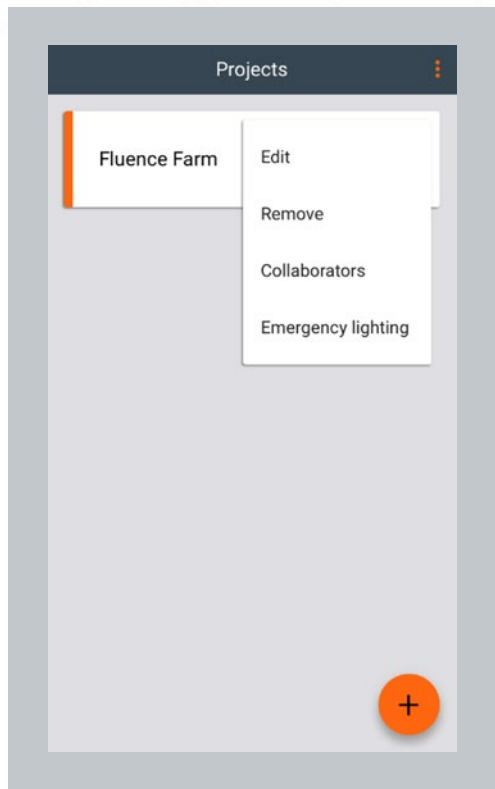 Projects
Fluence Farm
Edit
Remove
Collaborators
Emergency lighting